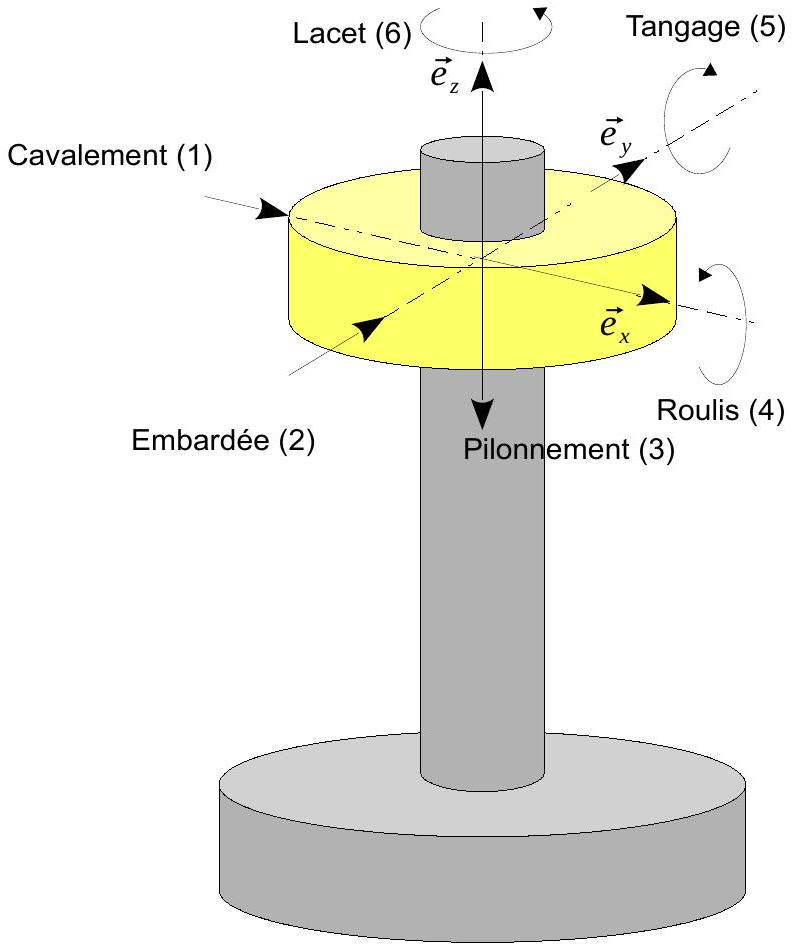 Lacet (6)
Tangage (5)
e⃗z
e⃗y
Cavalement (1)
e⃗x
Roulis (4)
Embardée (2)
Pilonnement (3)